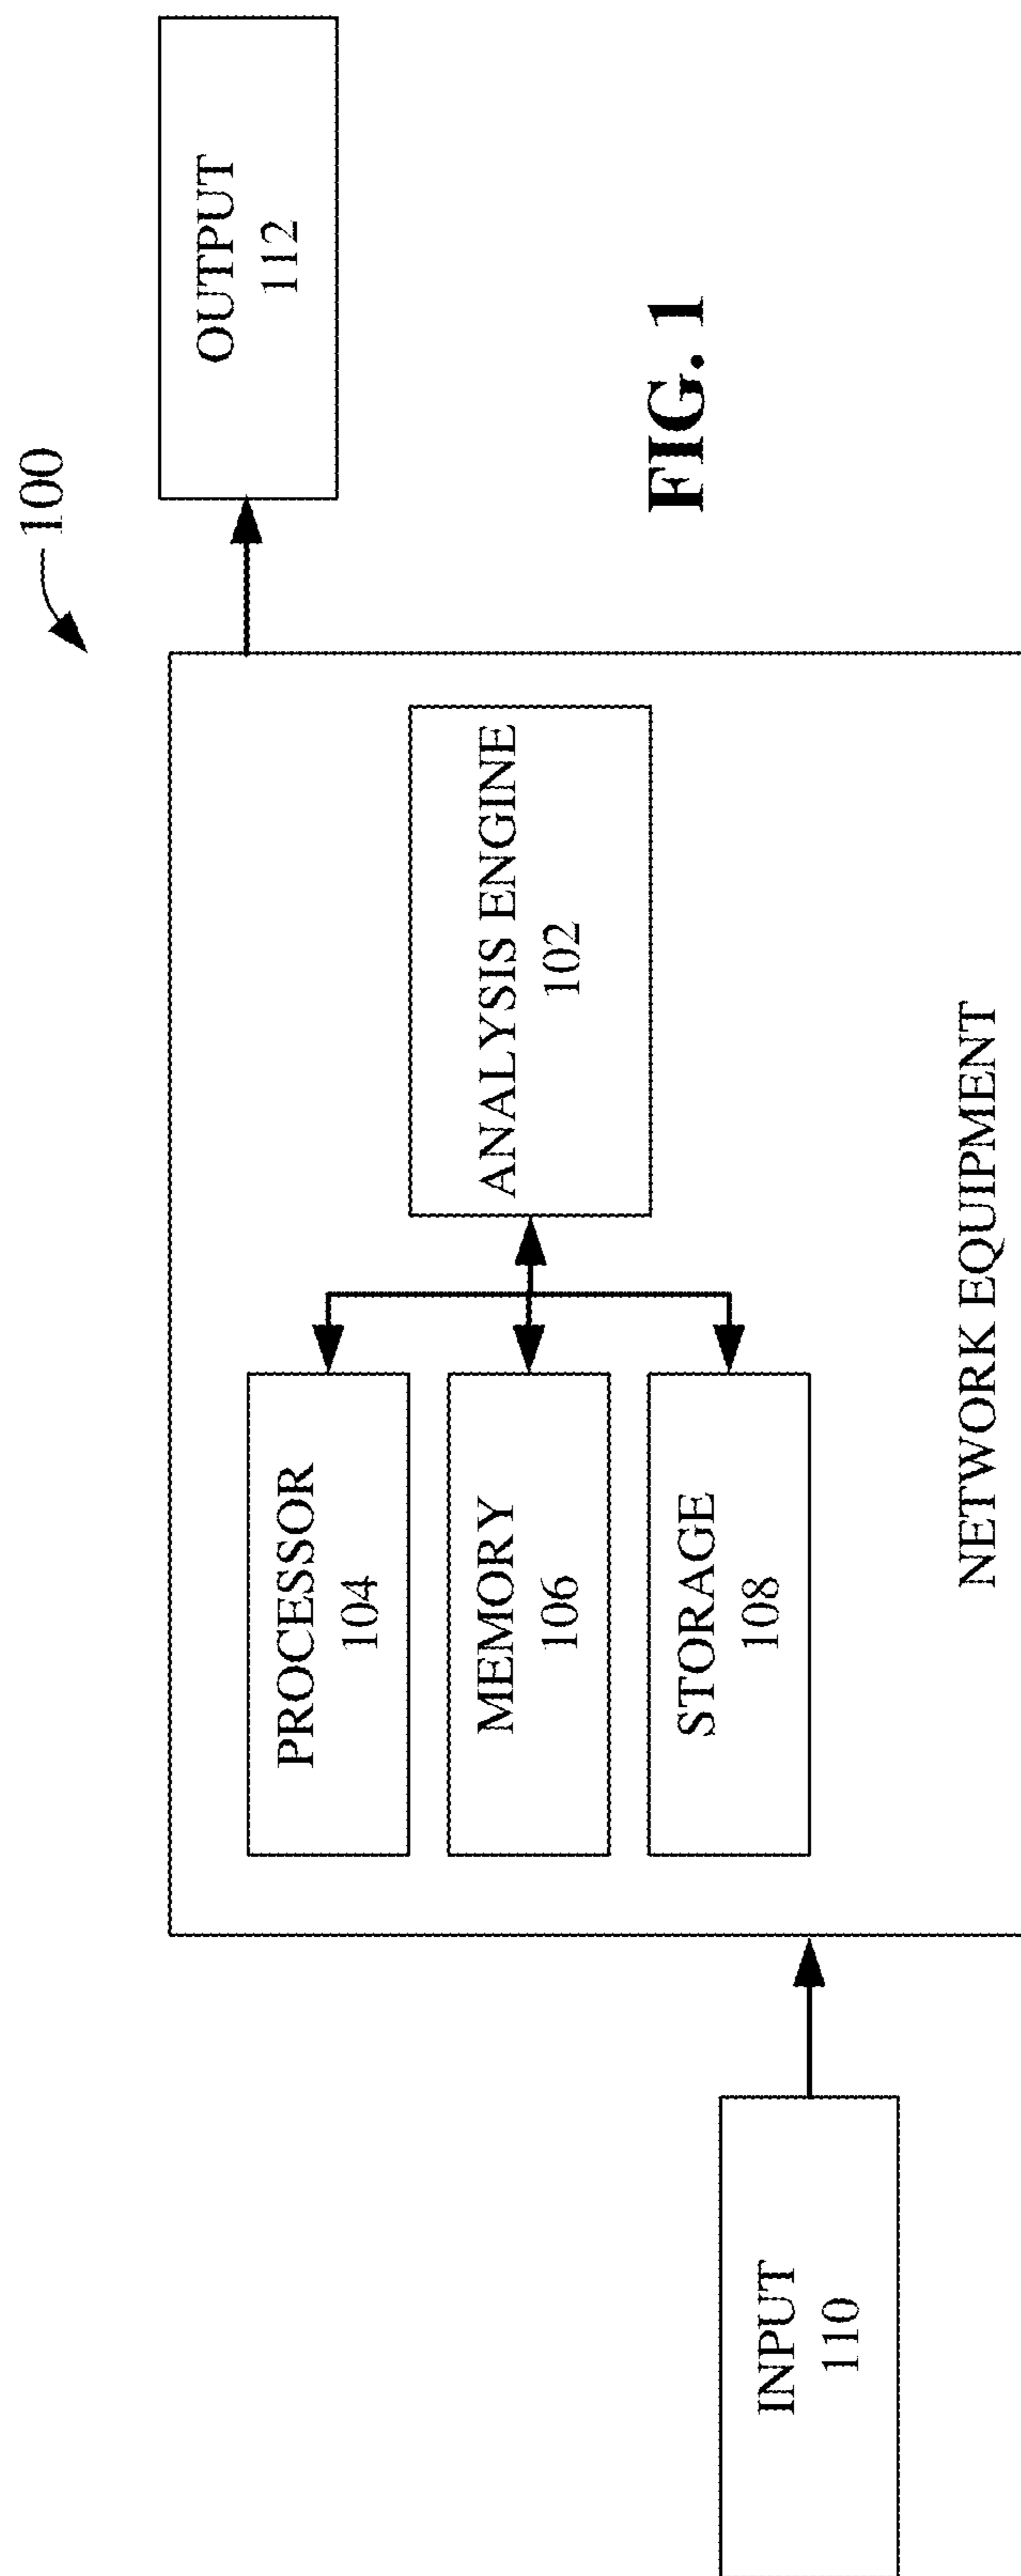 100
INPUT
110
PROCESSOR
104
MEMORY
106
STORAGE
108
ANALYSIS ENGINE
102
NETWORK EQUIPMENT
OUTPUT
112
FIG. 1